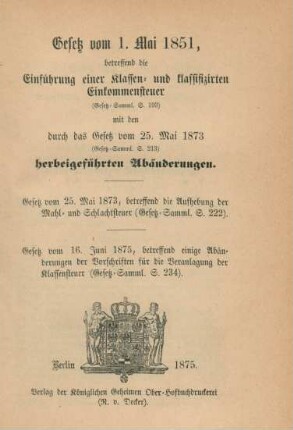 Gesetz vom 1. Mai 1851,
betreffend die
Einführung einer Klassen- und klassifizirten
Einkommensteuer
(Gesetz-Samml. S. 193)
mit den
durch das Gesetz vom 25. Mai 1873
(Gesetz-Samml. S. 213)
herbeigeführten Abänderungen.
Gesetz vom 25. Mai 1873, betreffend die Aufhebung der
Mahl- und Schlachtsteuer (Gesetz-Samml. S. 222).
Gesetz vom 16. Juni 1875, betreffend einige Abän-
derungen der Vorschriften für die Veranlagung der
Klassensteuer (Gesetz-Samml. S. 234).
Berlin 1875.
Verlag der Königlichen Geheimen Ober-Hofbuchdruckerei
(R. v. Decker).